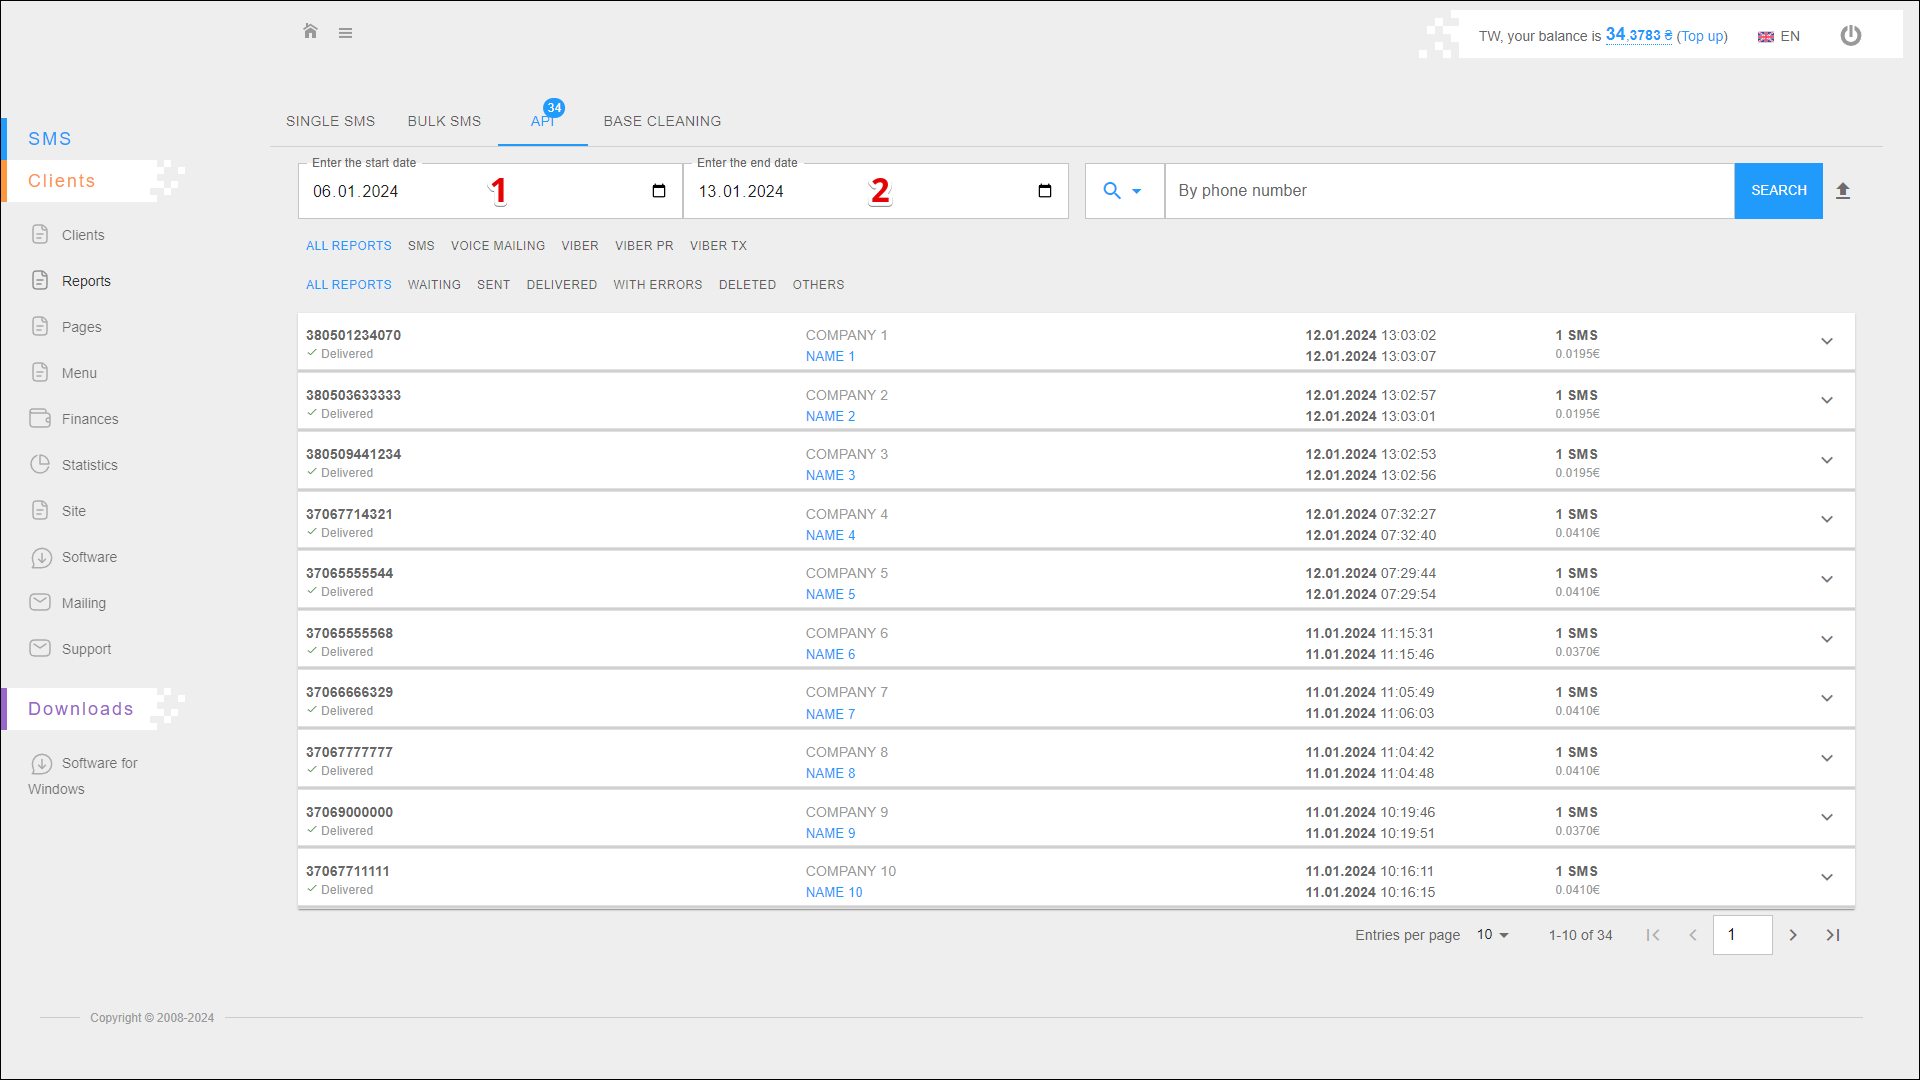 TW, your balance is 34,3783 ₴ (Top up) EN
SINGLE SMS BULK SMS API 34 BASE CLEANING
SMS
Clients
Clients
Reports
Pages
Menu
Finances
Statistics
Site
Software
Mailing
Support
Downloads
Software for
Windows
Enter the start date Enter the end date
06.01.2024 1 13.01.2024 2 By phone number SEARCH
ALL REPORTS SMS VOICE MAILING VIBER VIBER PR VIBER TX
ALL REPORTS WAITING SENT DELIVERED WITH ERRORS DELETED OTHERS
380501234070 COMPANY 1 12.01.2024 13:03:02 1 SMS
Delivered NAME 1 12.01.2024 13:03:07 0.0195€
380503633333 COMPANY 2 12.01.2024 13:02:57 1 SMS
Delivered NAME 2 12.01.2024 13:03:01 0.0195€
380509441234 COMPANY 3 12.01.2024 13:02:53 1 SMS
Delivered NAME 3 12.01.2024 13:02:56 0.0195€
37067714321 COMPANY 4 12.01.2024 07:32:27 1 SMS
Delivered NAME 4 12.01.2024 07:32:40 0.0410€
37065555544 COMPANY 5 12.01.2024 07:29:44 1 SMS
Delivered NAME 5 12.01.2024 07:29:54 0.0410€
37065555568 COMPANY 6 11.01.2024 11:15:31 1 SMS
Delivered NAME 6 11.01.2024 11:15:46 0.0370€
37066666329 COMPANY 7 11.01.2024 11:05:49 1 SMS
Delivered NAME 7 11.01.2024 11:06:03 0.0410€
37067777777 COMPANY 8 11.01.2024 11:04:42 1 SMS
Delivered NAME 8 11.01.2024 11:04:48 0.0410€
37069000000 COMPANY 9 11.01.2024 10:19:46 1 SMS
Delivered NAME 9 11.01.2024 10:19:51 0.0370€
37067711111 COMPANY 10 11.01.2024 10:16:11 1 SMS
Delivered NAME 10 11.01.2024 10:16:15 0.0410€
Entries per page 10 1-10 of 34 1
Copyright © 2008-2024